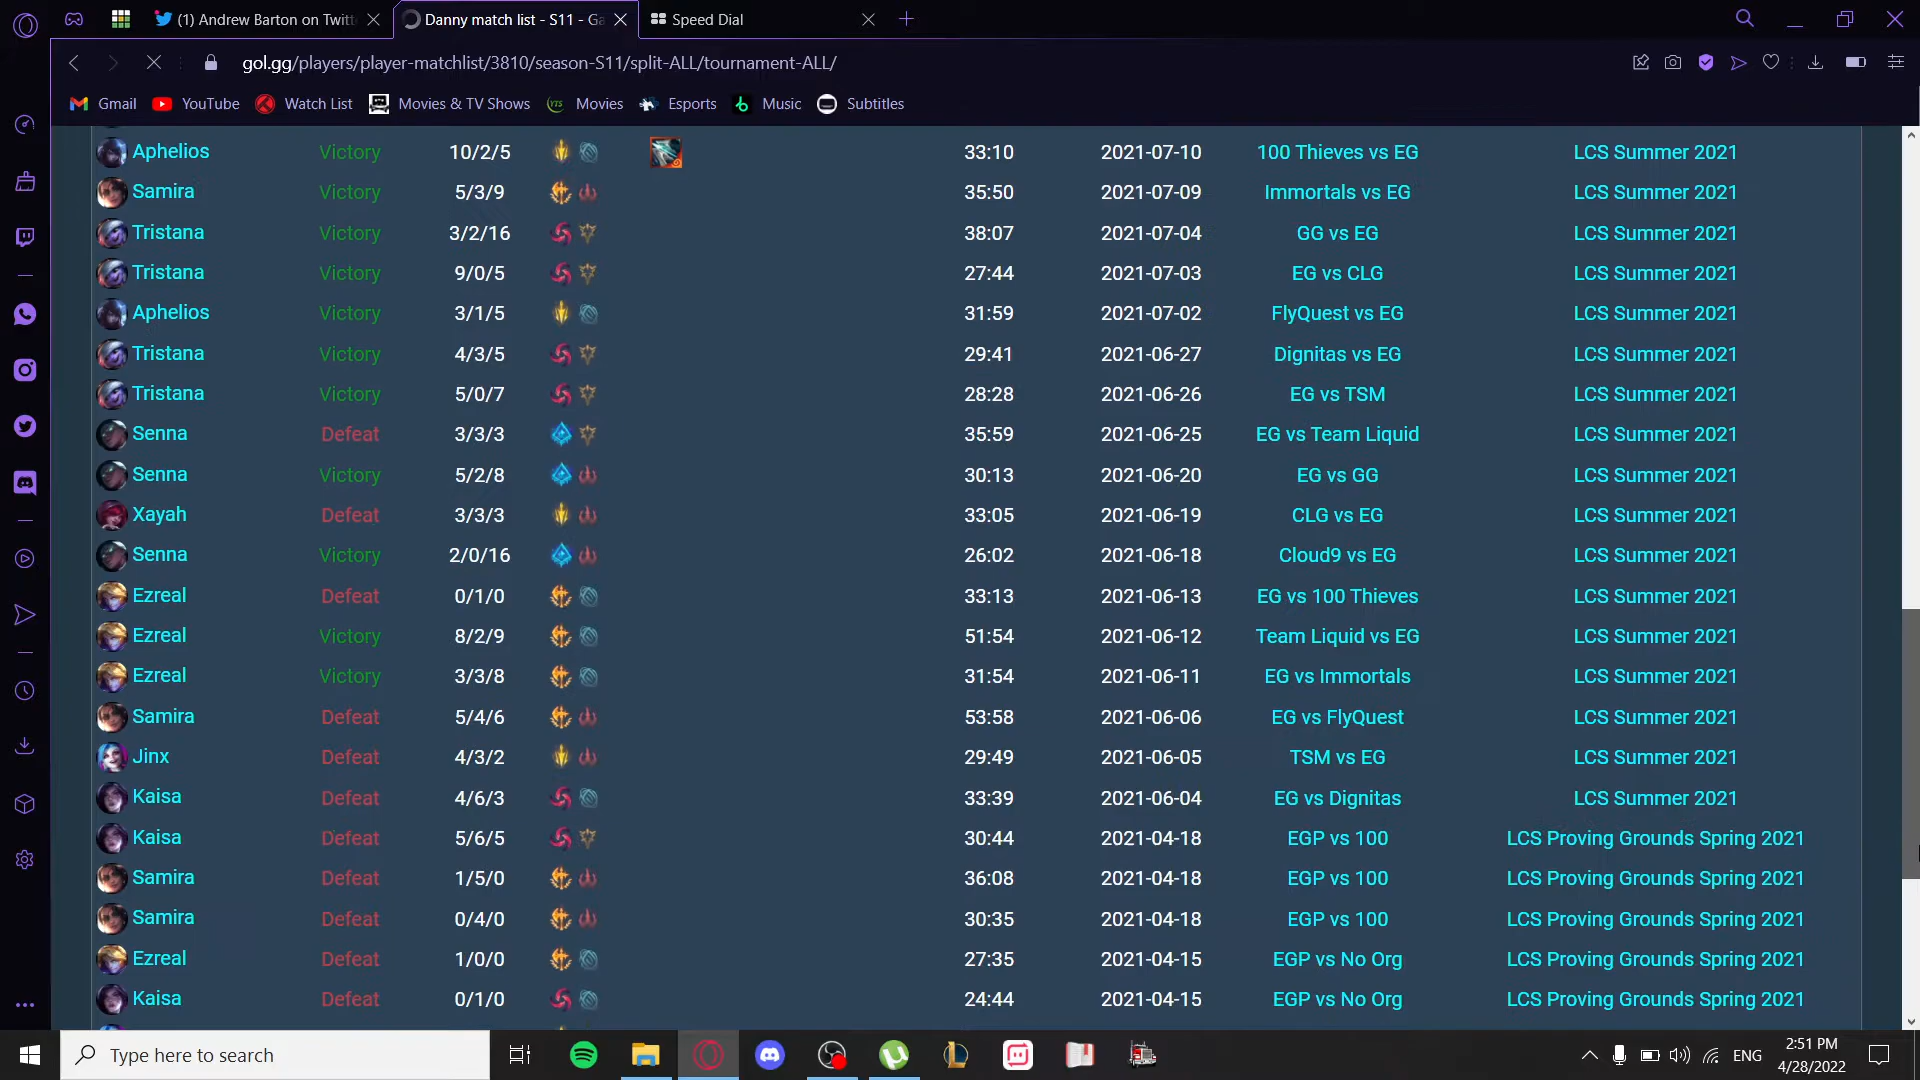 (1) Andrew Barton on Twitt
Danny match list - S11 - Ga
Speed Dial
gol.gg/players/player-matchlist/3810/season-S11/split-ALL/tournament-ALL/
Gmail YouTube Watch List Movies & TV Shows Movies Esports Music Subtitles
Aphelios Victory 10/2/5 33:10 2021-07-10 100 Thieves vs EG LCS Summer 2021
Samira Victory 5/3/9 35:50 2021-07-09 Immortals vs EG LCS Summer 2021
Tristana Victory 3/2/16 38:07 2021-07-04 GG vs EG LCS Summer 2021
Tristana Victory 9/0/5 27:44 2021-07-03 EG vs CLG LCS Summer 2021
Aphelios Victory 3/1/5 31:59 2021-07-02 FlyQuest vs EG LCS Summer 2021
Tristana Victory 4/3/5 29:41 2021-06-27 Dignitas vs EG LCS Summer 2021
Tristana Victory 5/0/7 28:28 2021-06-26 EG vs TSM LCS Summer 2021
Senna Defeat 3/3/3 35:59 2021-06-25 EG vs Team Liquid LCS Summer 2021
Senna Victory 5/2/8 30:13 2021-06-20 EG vs GG LCS Summer 2021
Xayah Defeat 3/3/3 33:05 2021-06-19 CLG vs EG LCS Summer 2021
Senna Victory 2/0/16 26:02 2021-06-18 Cloud9 vs EG LCS Summer 2021
Ezreal Defeat 0/1/0 33:13 2021-06-13 EG vs 100 Thieves LCS Summer 2021
Ezreal Victory 8/2/9 51:54 2021-06-12 Team Liquid vs EG LCS Summer 2021
Ezreal Victory 3/3/8 31:54 2021-06-11 EG vs Immortals LCS Summer 2021
Samira Defeat 5/4/6 53:58 2021-06-06 EG vs FlyQuest LCS Summer 2021
Jinx Defeat 4/3/2 29:49 2021-06-05 TSM vs EG LCS Summer 2021
Kaisa Defeat 4/6/3 33:39 2021-06-04 EG vs Dignitas LCS Summer 2021
Kaisa Defeat 5/6/5 30:44 2021-04-18 EGP vs 100 LCS Proving Grounds Spring 2021
Samira Defeat 1/5/0 36:08 2021-04-18 EGP vs 100 LCS Proving Grounds Spring 2021
Samira Defeat 0/4/0 30:35 2021-04-18 EGP vs 100 LCS Proving Grounds Spring 2021
Ezreal Defeat 1/0/0 27:35 2021-04-15 EGP vs No Org LCS Proving Grounds Spring 2021
Kaisa Defeat 0/1/0 24:44 2021-04-15 EGP vs No Org LCS Proving Grounds Spring 2021
Type here to search
ENG
2:51 PM
4/28/2022